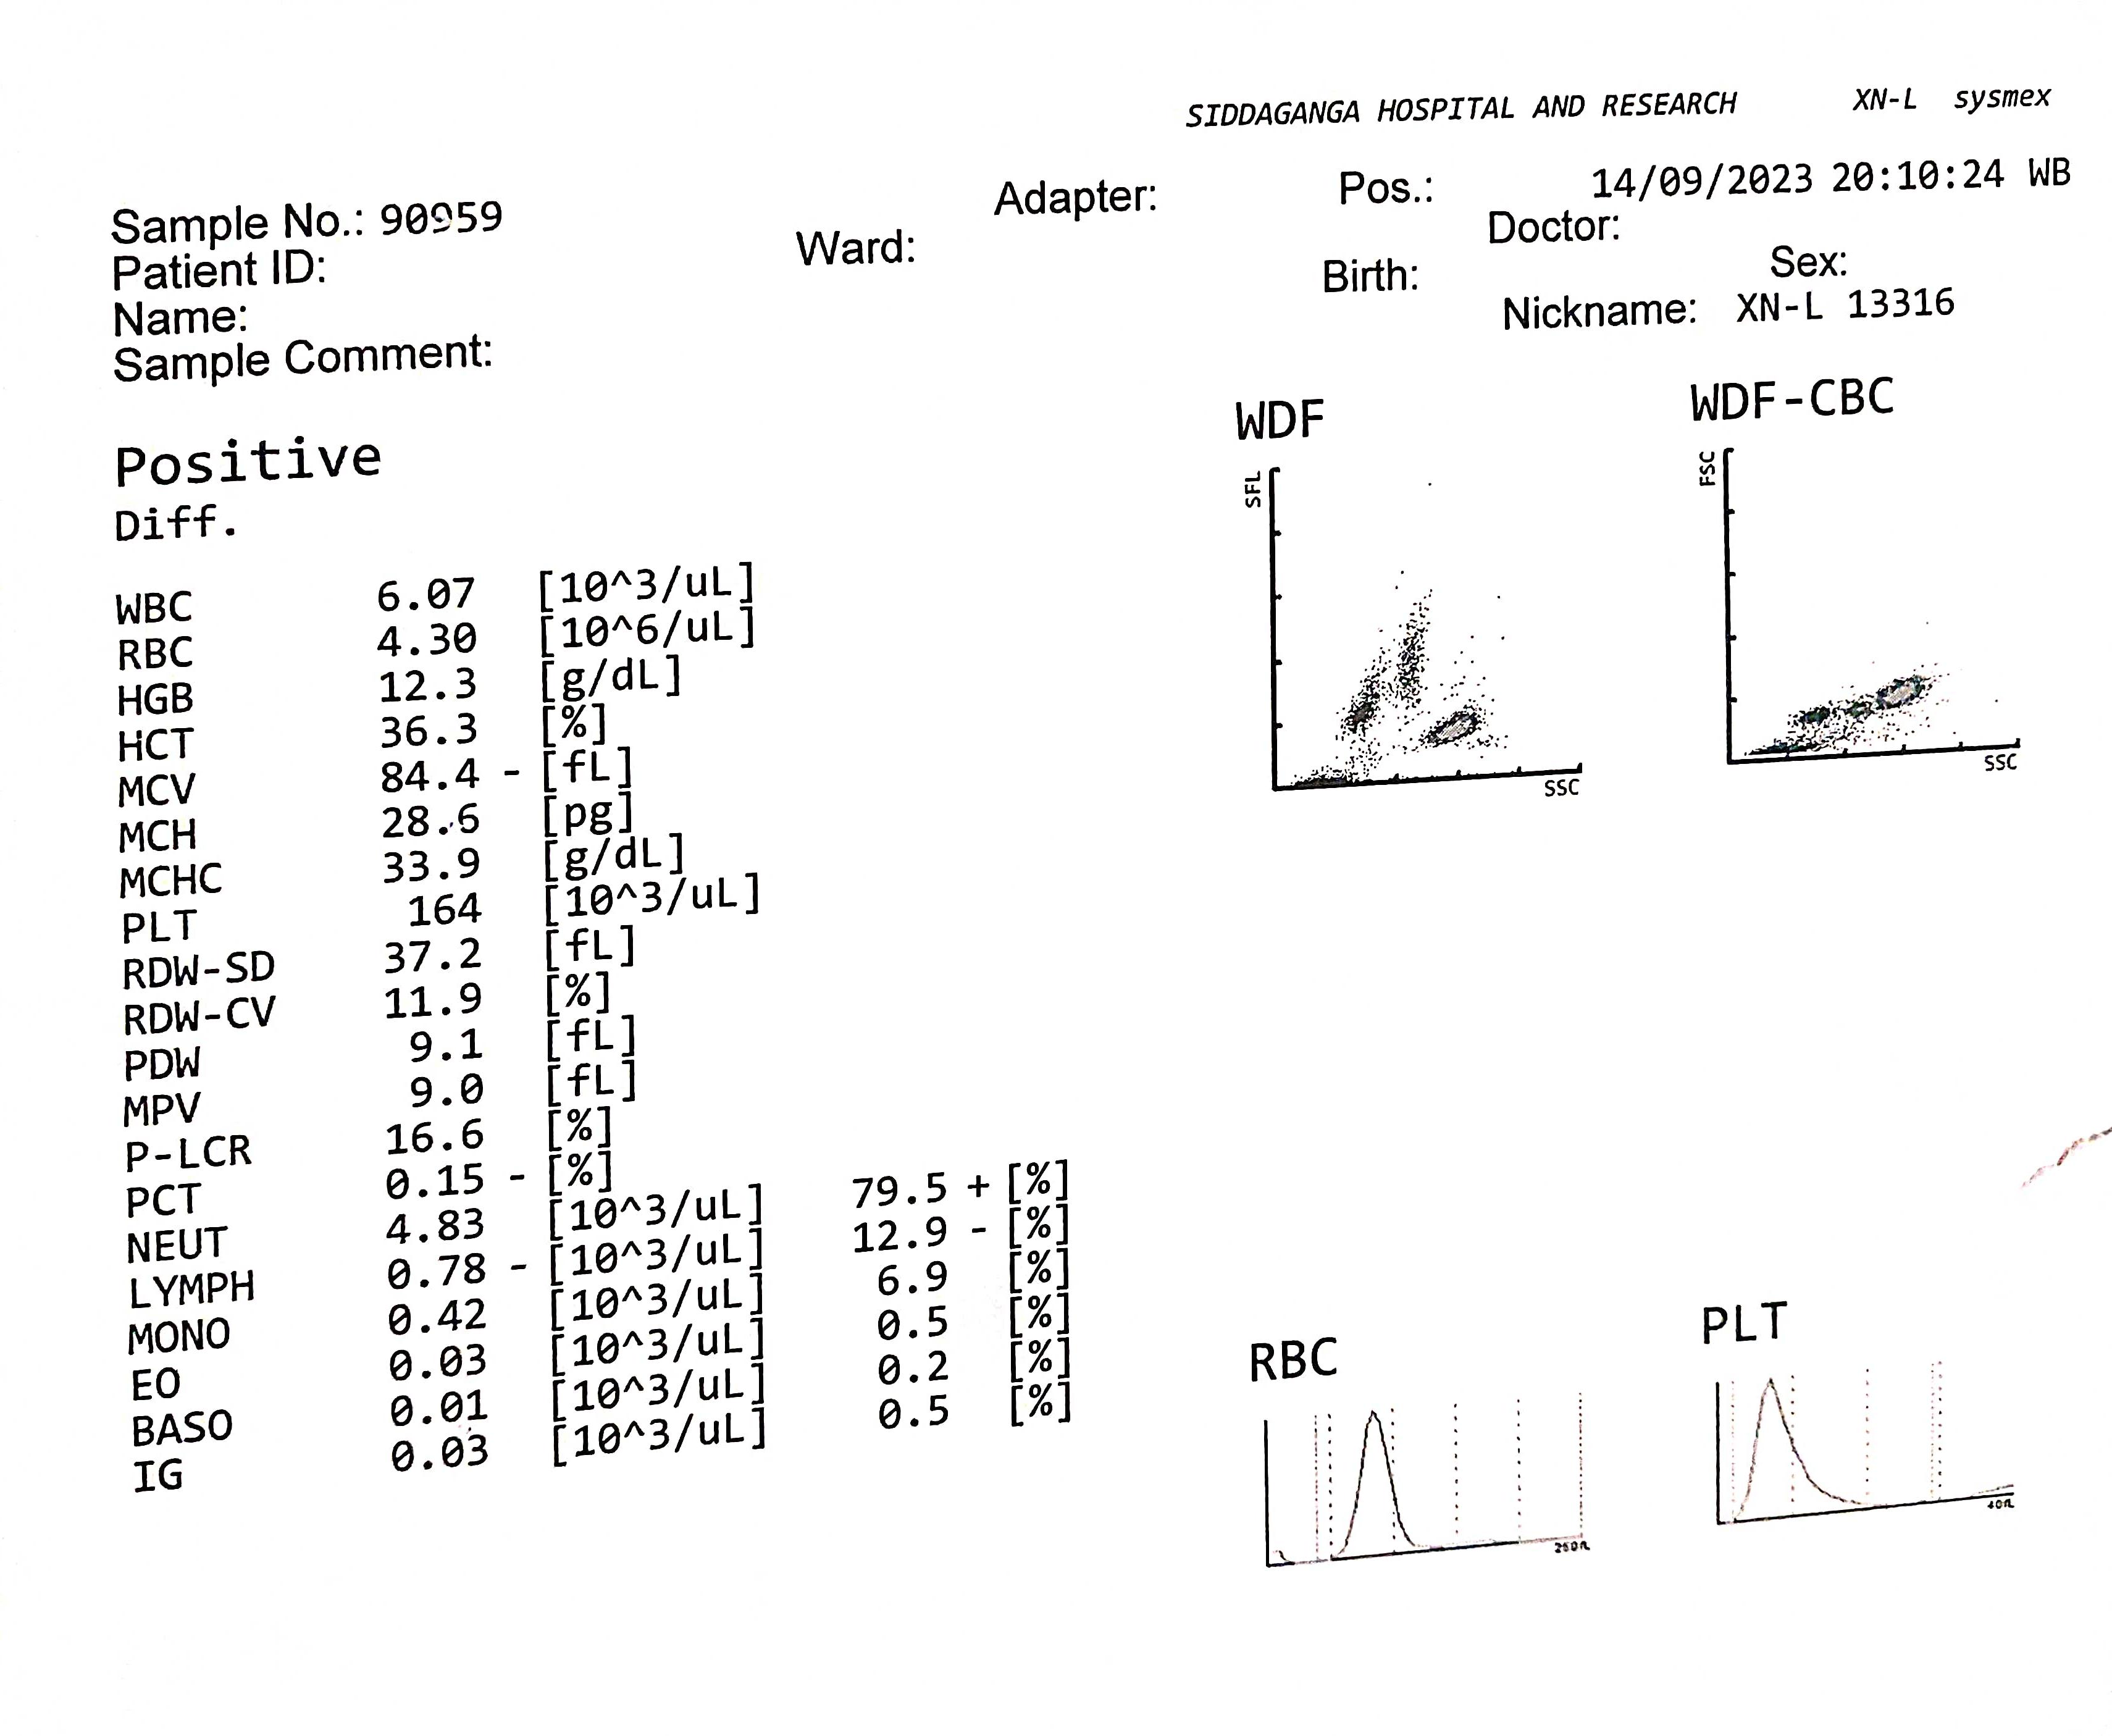 SIDDAGANGA HOSPITAL AND RESEARCH XN-L sysmex
Sample No.: 90959 Adapter: Pos.: 14/09/2023 20:10:24 WB
Patient ID: Ward: Doctor:
Name: Birth: Sex:
Sample Comment: Nickname: XN-L 13316
Positive
Diff.
WBC 6.07 [10^3/uL]
RBC 4.30 [10^6/uL]
HGB 12.3 [g/dL]
HCT 36.3 [%]
MCV 84.4 - [fL]
MCH 28.6 [pg]
MCHC 33.9 [g/dL]
PLT 164 [10^3/uL]
RDW-SD 37.2 [fL]
RDW-CV 11.9 [%]
PDW 9.1 [fL]
MPV 9.0 [fL]
P-LCR 16.6 [%]
PCT 0.15 - [%]
NEUT 4.83 [10^3/uL] 79.5 + [%]
LYMPH 0.78 - [10^3/uL] 12.9 - [%]
MONO 0.42 [10^3/uL] 6.9 [%]
EO 0.03 [10^3/uL] 0.5 [%]
BASO 0.01 [10^3/uL] 0.2 [%]
IG 0.03 [10^3/uL] 0.5 [%]
WDF
SFL
SSC
WDF-CBC
FSC
SSC
RBC
250fL
PLT
40fL